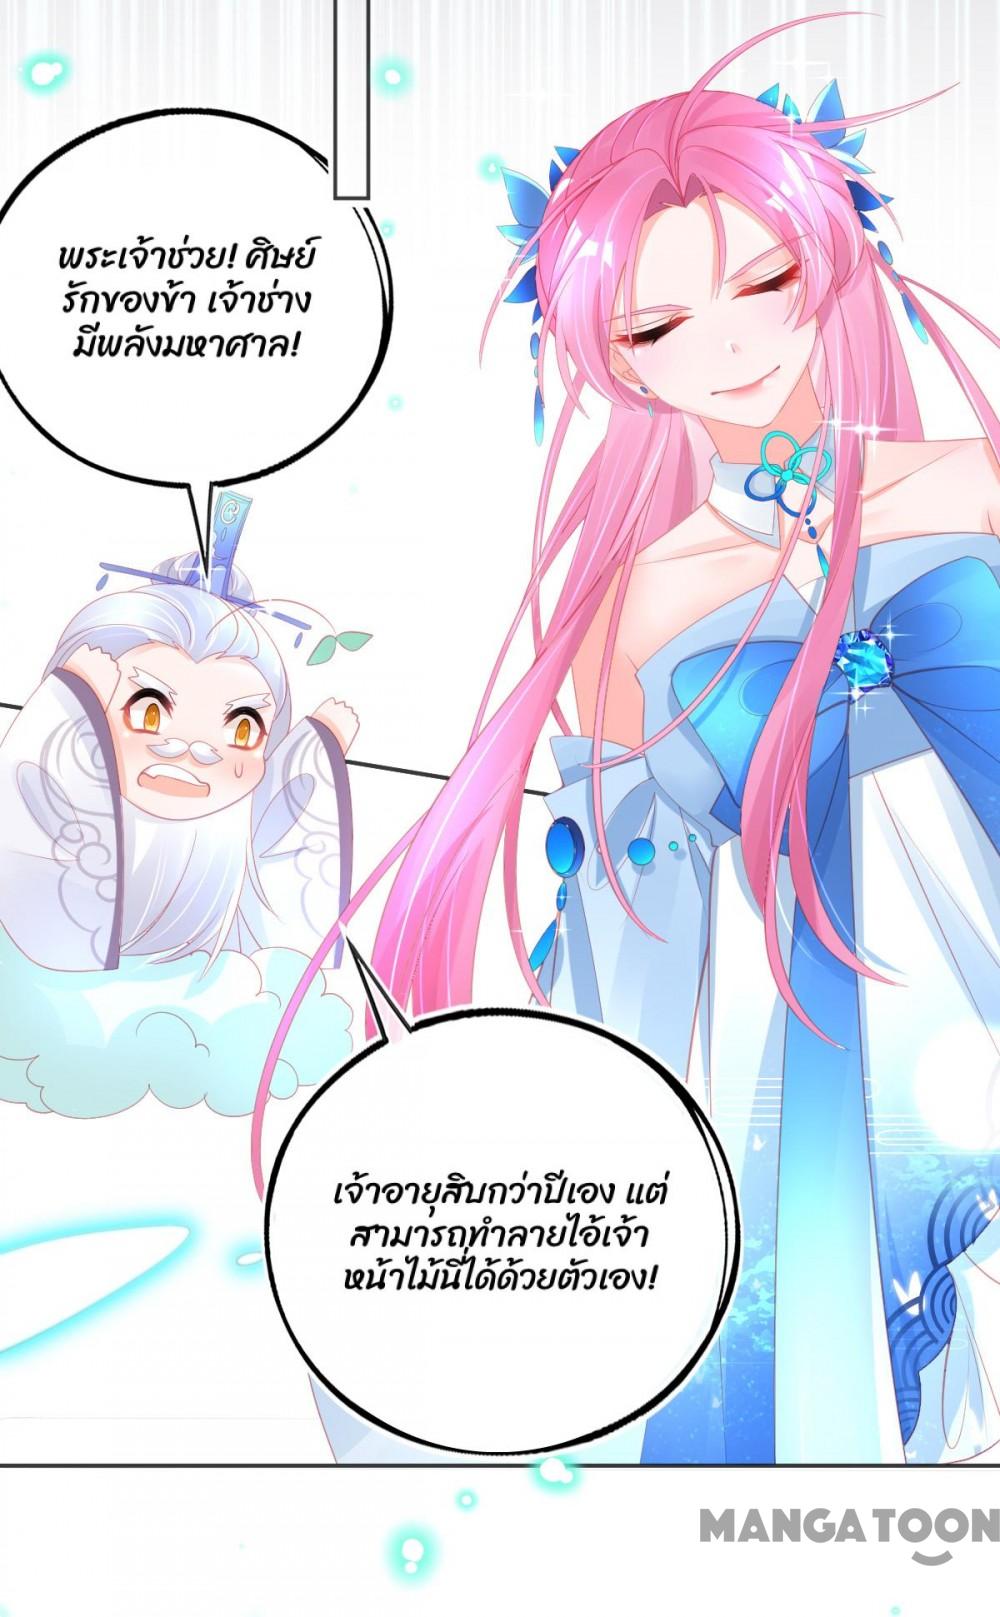 พระเจ้าช่วย! ศิษย์
รักของข้า เจ้าช่าง
มีพลังมหาศาล!
เจ้าอายุสิบกว่าปีเอง แต่
สามารถทำลายไอ้เจ้า
หน้าไม้นี่ได้ด้วยตัวเอง!
MANGATOON